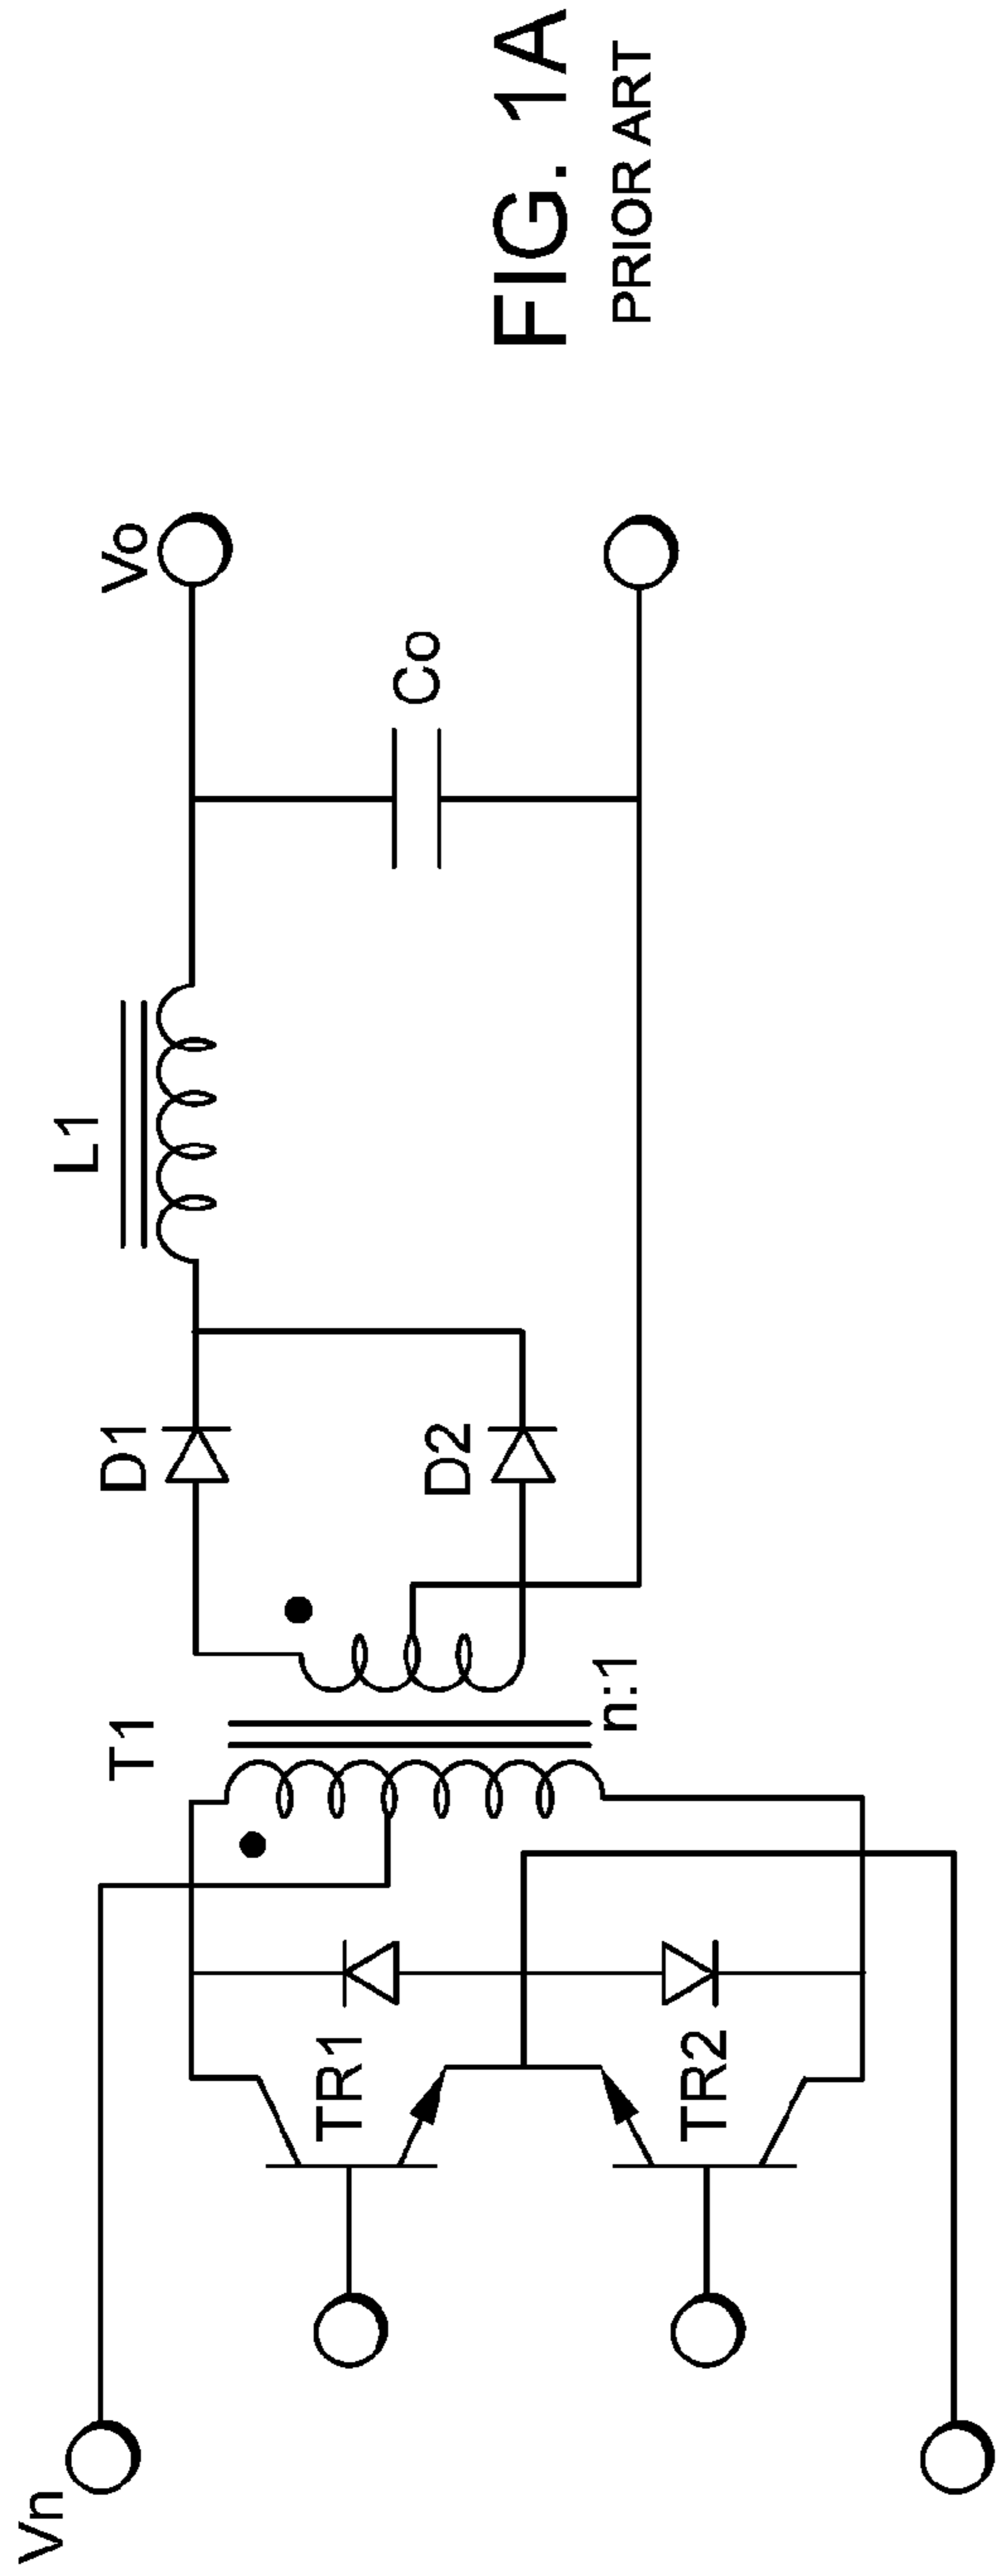 Vn
TR1
TR2
T1
n:1
D1
D2
L1
Co
Vo
FIG. 1A
PRIOR ART